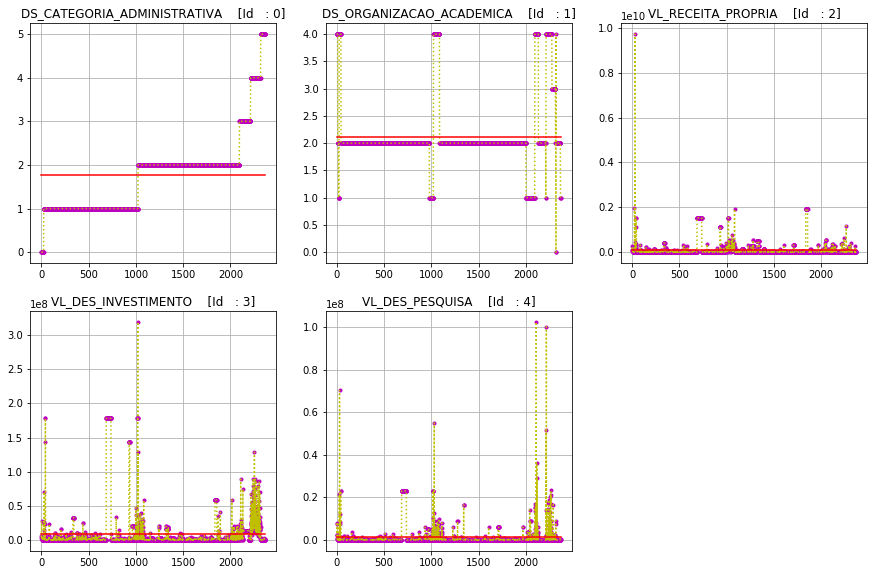 DS_CATEGORIA_ADMINISTRATIVA [Id : 0]
5
4
3
2
1
0
0 500 1000 1500 2000
DS_ORGANIZACAO_ACADEMICA [Id : 1]
4.0
3.5
3.0
2.5
2.0
1.5
1.0
0.5
0.0
0 500 1000 1500 2000
1e10
VL_RECEITA_PROPRIA [Id : 2]
1.0
0.8
0.6
0.4
0.2
0.0
0 500 1000 1500 2000
1e8
VL_DES_INVESTIMENTO [Id : 3]
3.0
2.5
2.0
1.5
1.0
0.5
0.0
0 500 1000 1500 2000
1e8
VL_DES_PESQUISA [Id : 4]
1.0
0.8
0.6
0.4
0.2
0.0
0 500 1000 1500 2000